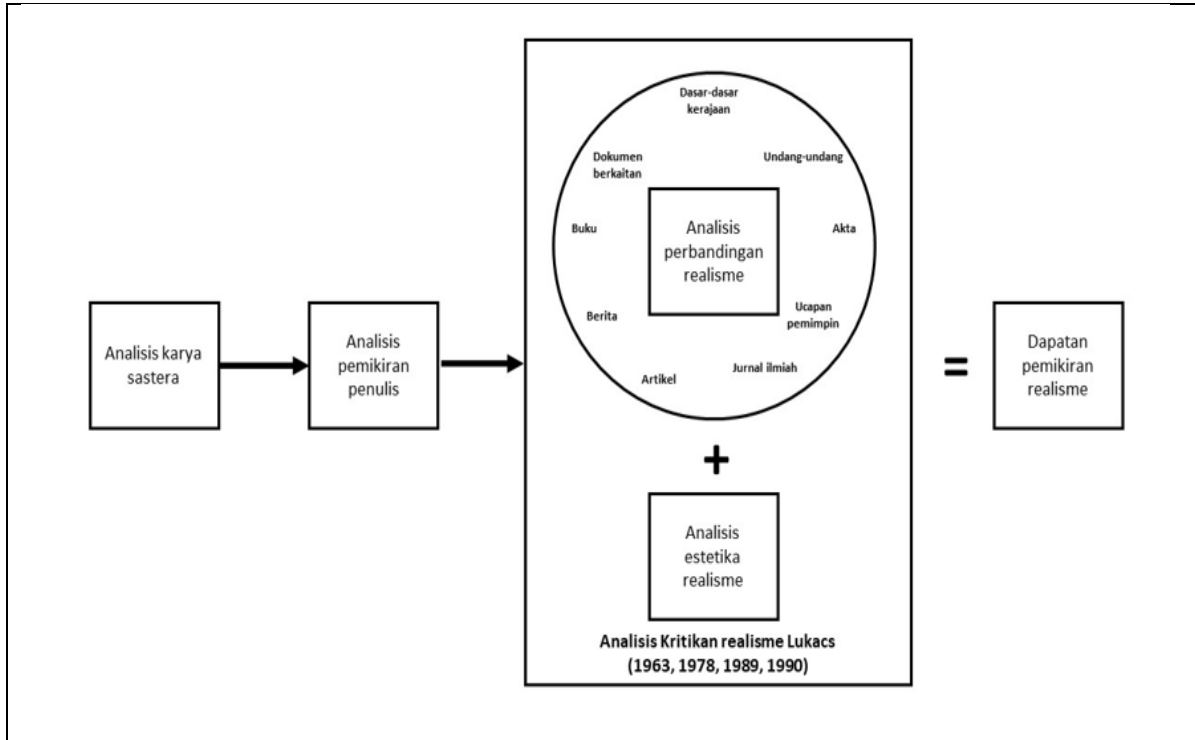 Analisis karya
sastera
Analisis
pemikiran
penulis
Dasar-dasar
kerajaan
Dokumen
berkaitan
Undang-undang
Buku
Analisis
perbandingan
realisme
Akta
Berita
Ucapan
pemimpin
Artikel
Jurnal ilmiah
+
Analisis
estetika
realisme
Analisis Kritikan realisme Lukacs
(1963, 1978, 1989, 1990)
=
Dapatan
pemikiran
realisme